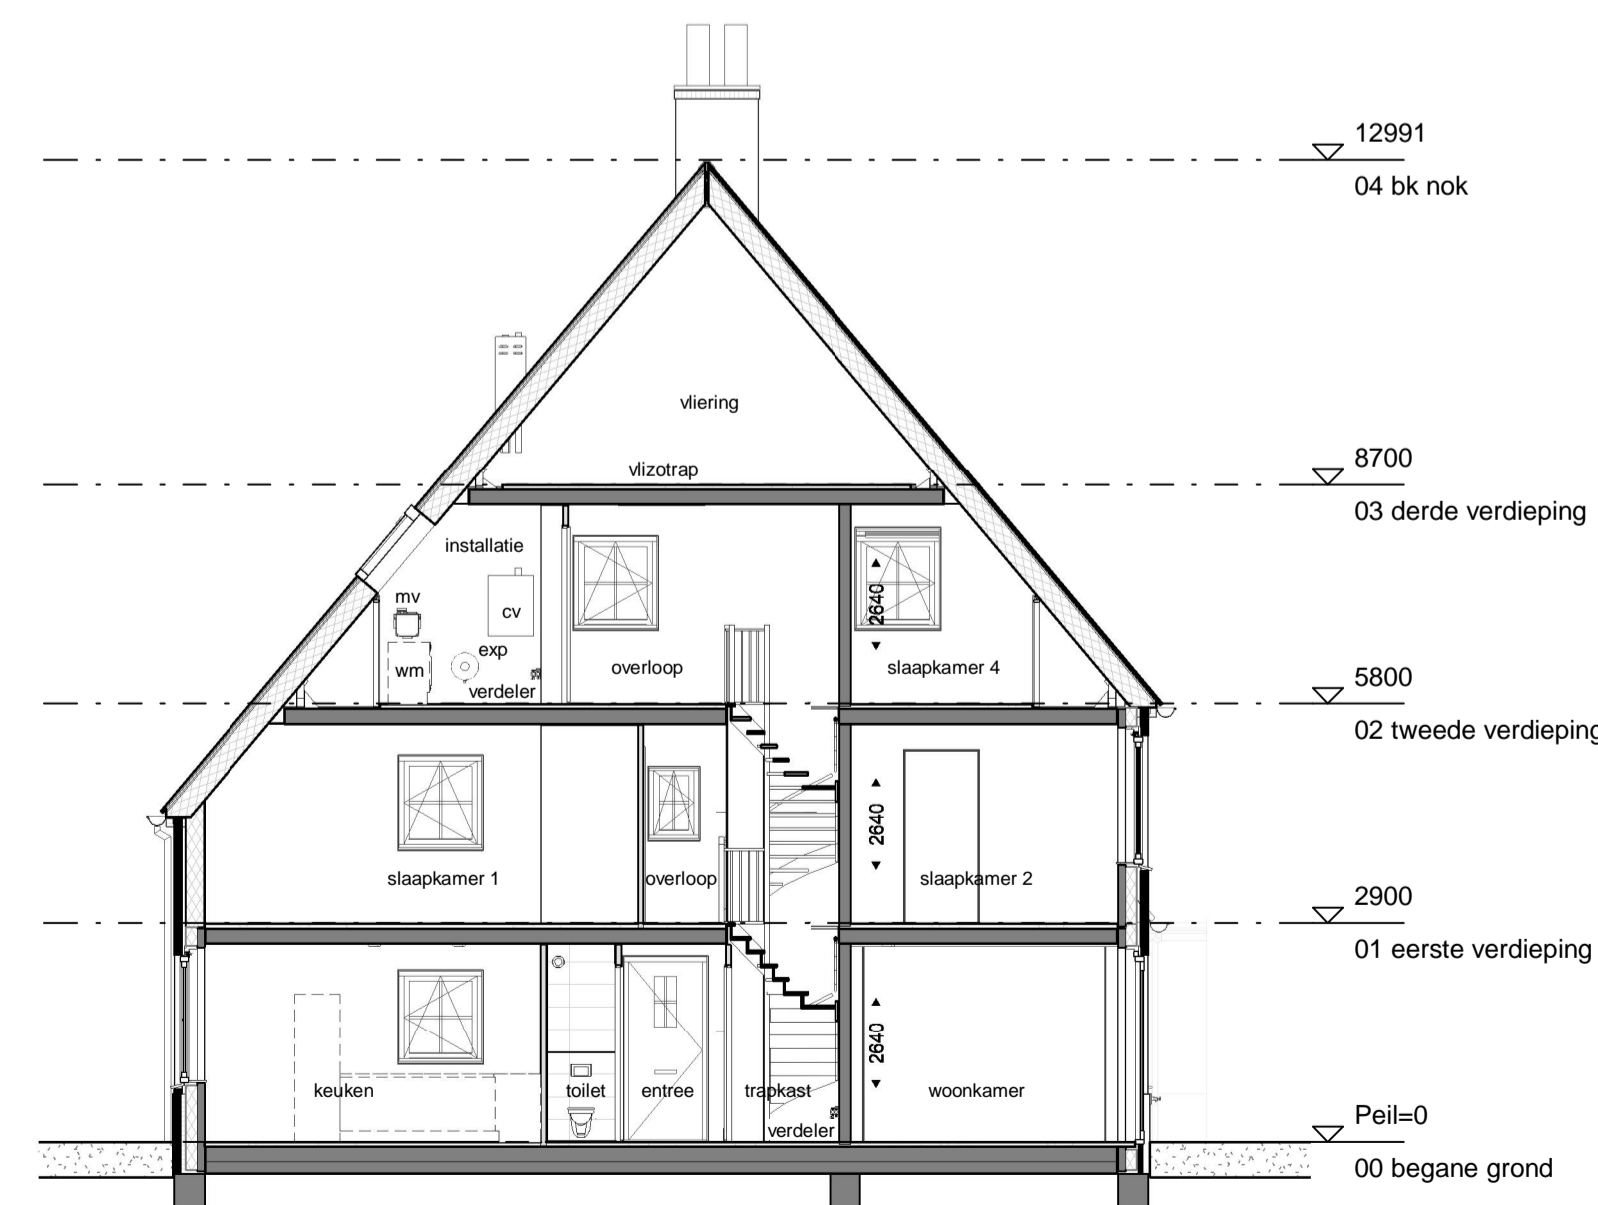 12991
04 bk nok
vliering
8700
vlizotrap
03 derde verdieping
installatie
mv
cv
2640
exp
wm
overloop
slaapkamer 4
verdeler
5800
02 tweede verdieping
2640
slaapkamer 1
overloop
slaapkamer 2
2900
01 eerste verdieping
2640
keuken
toilet
entree
trapkast
woonkamer
Peil=0
verdeler
00 begane grond